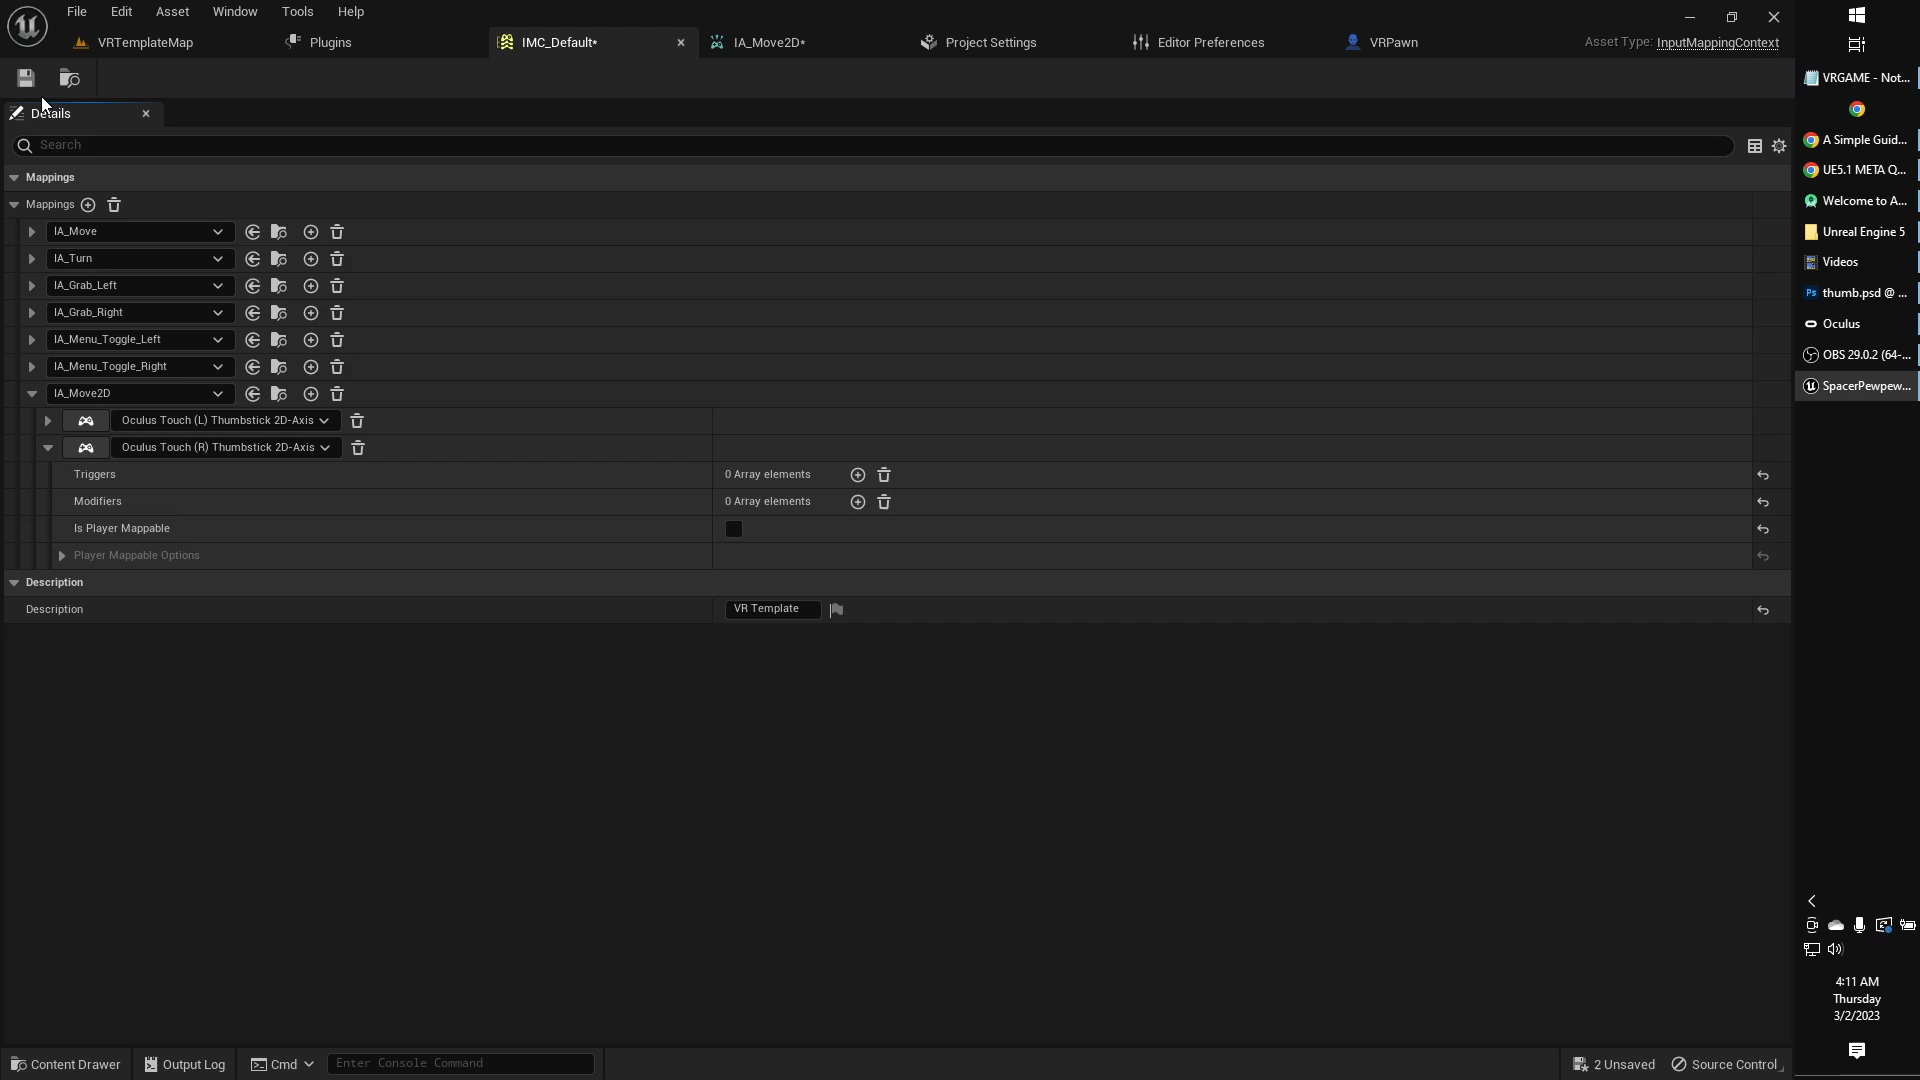 File Edit Asset Window Tools Help
VRTemplateMap Plugins IMC_Default* IA_Move2D* Project Settings Editor Preferences VRPawn Asset Type: InputMappingContext
Details
Search
Mappings
Mappings
IA_Move
IA_Turn
IA_Grab_Left
IA_Grab_Right
IA_Menu_Toggle_Left
IA_Menu_Toggle_Right
IA_Move2D
Oculus Touch (L) Thumbstick 2D-Axis
Oculus Touch (R) Thumbstick 2D-Axis
Triggers 0 Array elements
Modifiers 0 Array elements
Is Player Mappable
Player Mappable Options
Description
Description VR Template
Content Drawer Output Log Cmd Enter Console Command 2 Unsaved Source Control
VRGAME - Not...
A Simple Guid...
UE5.1 META Q...
Welcome to A...
Unreal Engine 5
Videos
Ps thumb.psd @ ...
Oculus
OBS 29.0.2 (64-...
SpacerPewpew...
4:11 AM
Thursday
3/2/2023